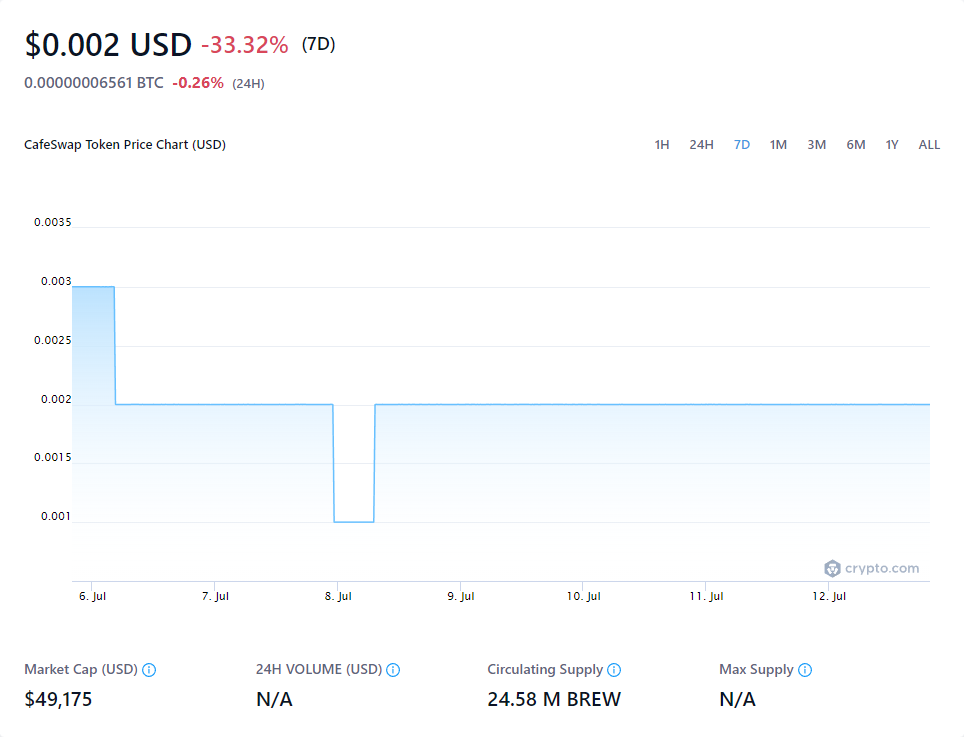 $0.002 USD -33.32% (7D)
0.00000006561 BTC -0.26% (24H)
CafeSwap Token Price Chart (USD) 1H 24H 7D 1M 3M 6M 1Y ALL
0.0035
0.003
0.0025
0.002
0.0015
0.001
crypto.com
6. Jul 7. Jul 8. Jul 9. Jul 10. Jul 11. Jul 12. Jul
Market Cap (USD) 24H VOLUME (USD) Circulating Supply Max Supply
$49,175 N/A 24.58 M BREW N/A